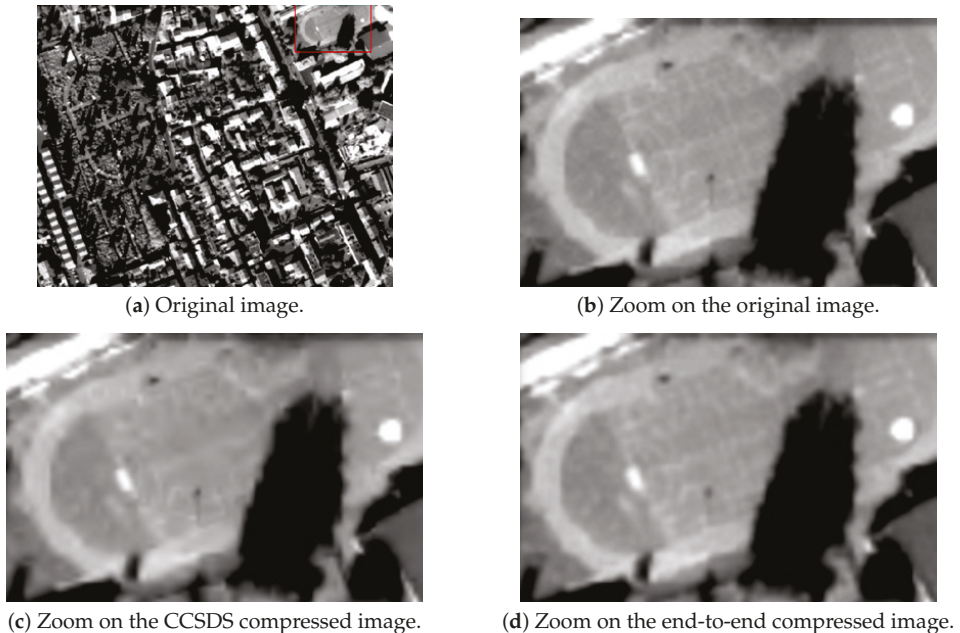 (a) Original image.
(b) Zoom on the original image.
(c) Zoom on the CCSDS compressed image.
(d) Zoom on the end-to-end compressed image.